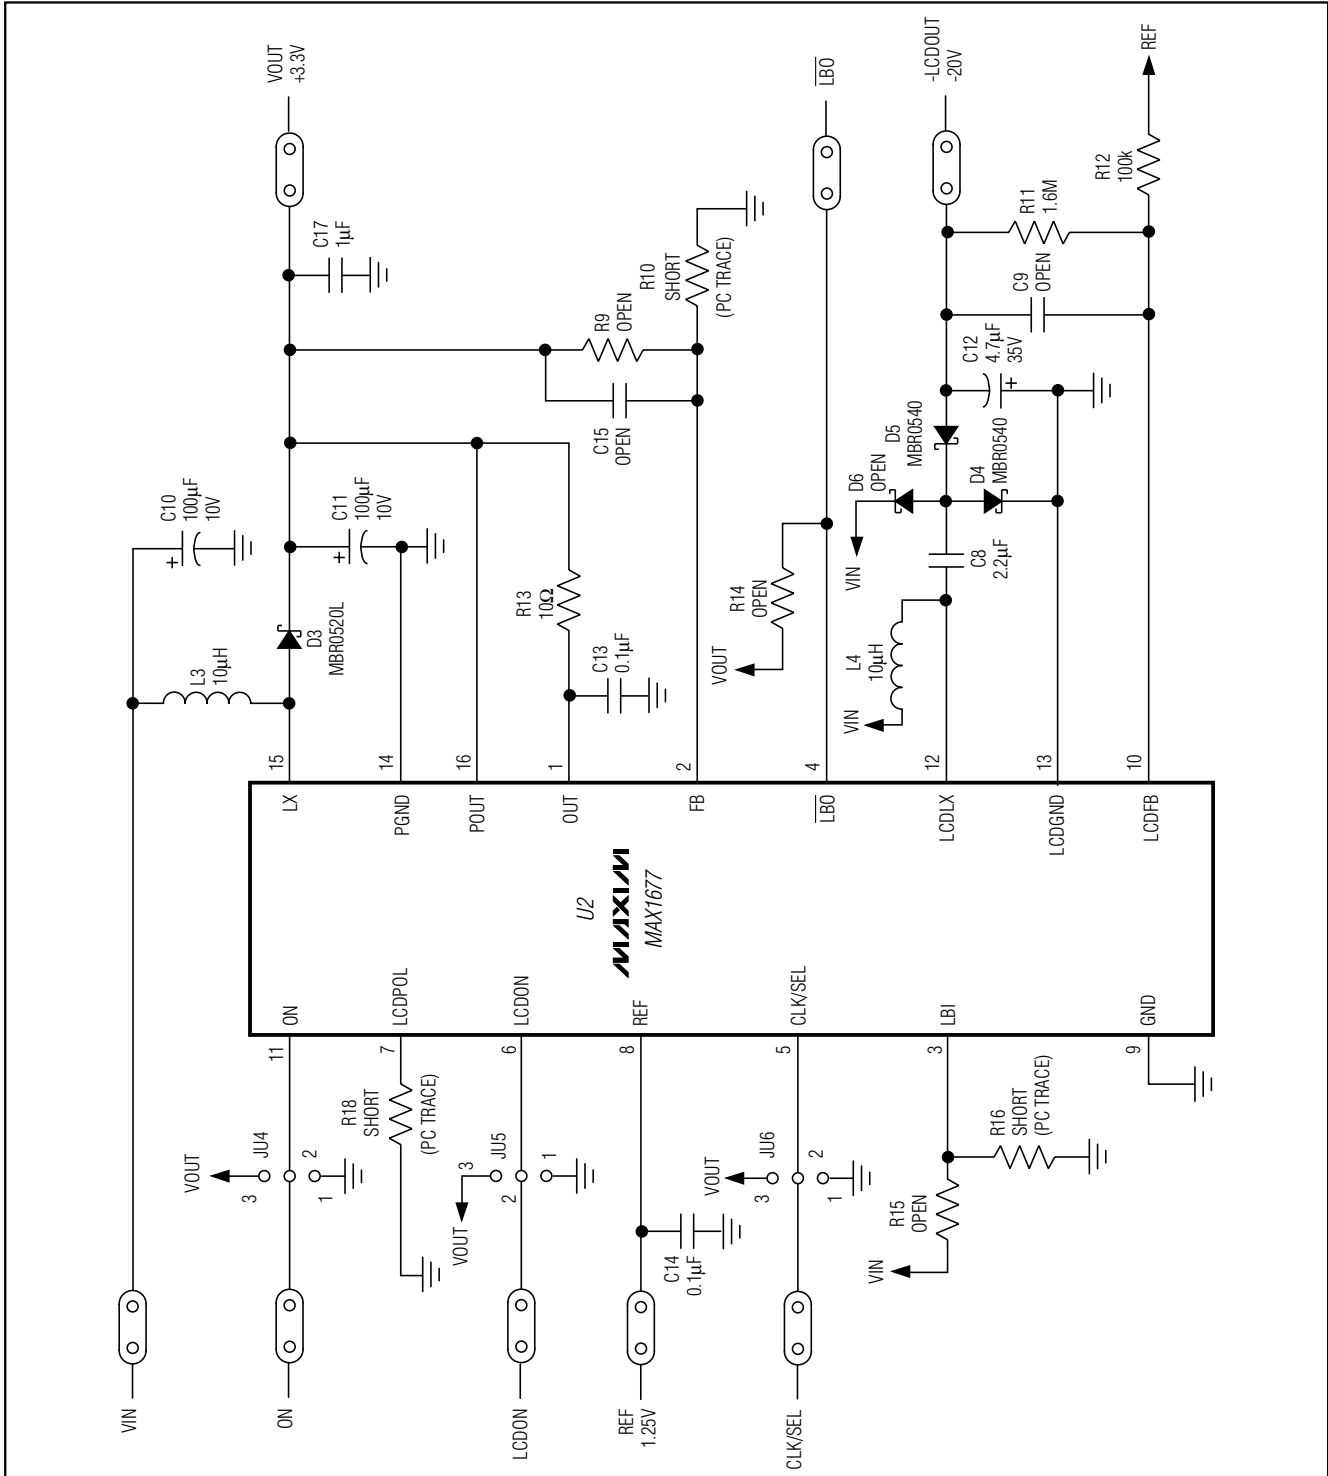 VIN
L3
10µH
C10
100µF
10V
ON
11
ON
JU4
VOUT
3
2
1
LX
15
D3
MBR0520L
C11
100µF
10V
C17
1µF
VOUT
+3.3V
R18
SHORT
(PC TRACE)
7
LCDPOL
PGND
14
POUT
16
LCDON
VOUT
JU5
3
2
1
6
LCDON
OUT
1
R13
10Ω
C13
0.1µF
C15
OPEN
R9
OPEN
R10
SHORT
(PC TRACE)
U2
MAXIM
MAX1677
REF
1.25V
C14
0.1µF
8
REF
FB
2
CLK/SEL
VOUT
JU6
3
2
1
5
CLK/SEL
LBO
4
VOUT
R14
OPEN
LBO
VIN
R15
OPEN
R16
SHORT
(PC TRACE)
3
LBI
LCDLX
12
VIN
L4
10µH
C8
2.2µF
VIN
D6
OPEN
D5
MBR0540
D4
MBR0540
C12
4.7µF
35V
C9
OPEN
R11
1.6M
-LCDOUT
-20V
LCDGND
13
9
GND
LCDFB
10
R12
100k
REF